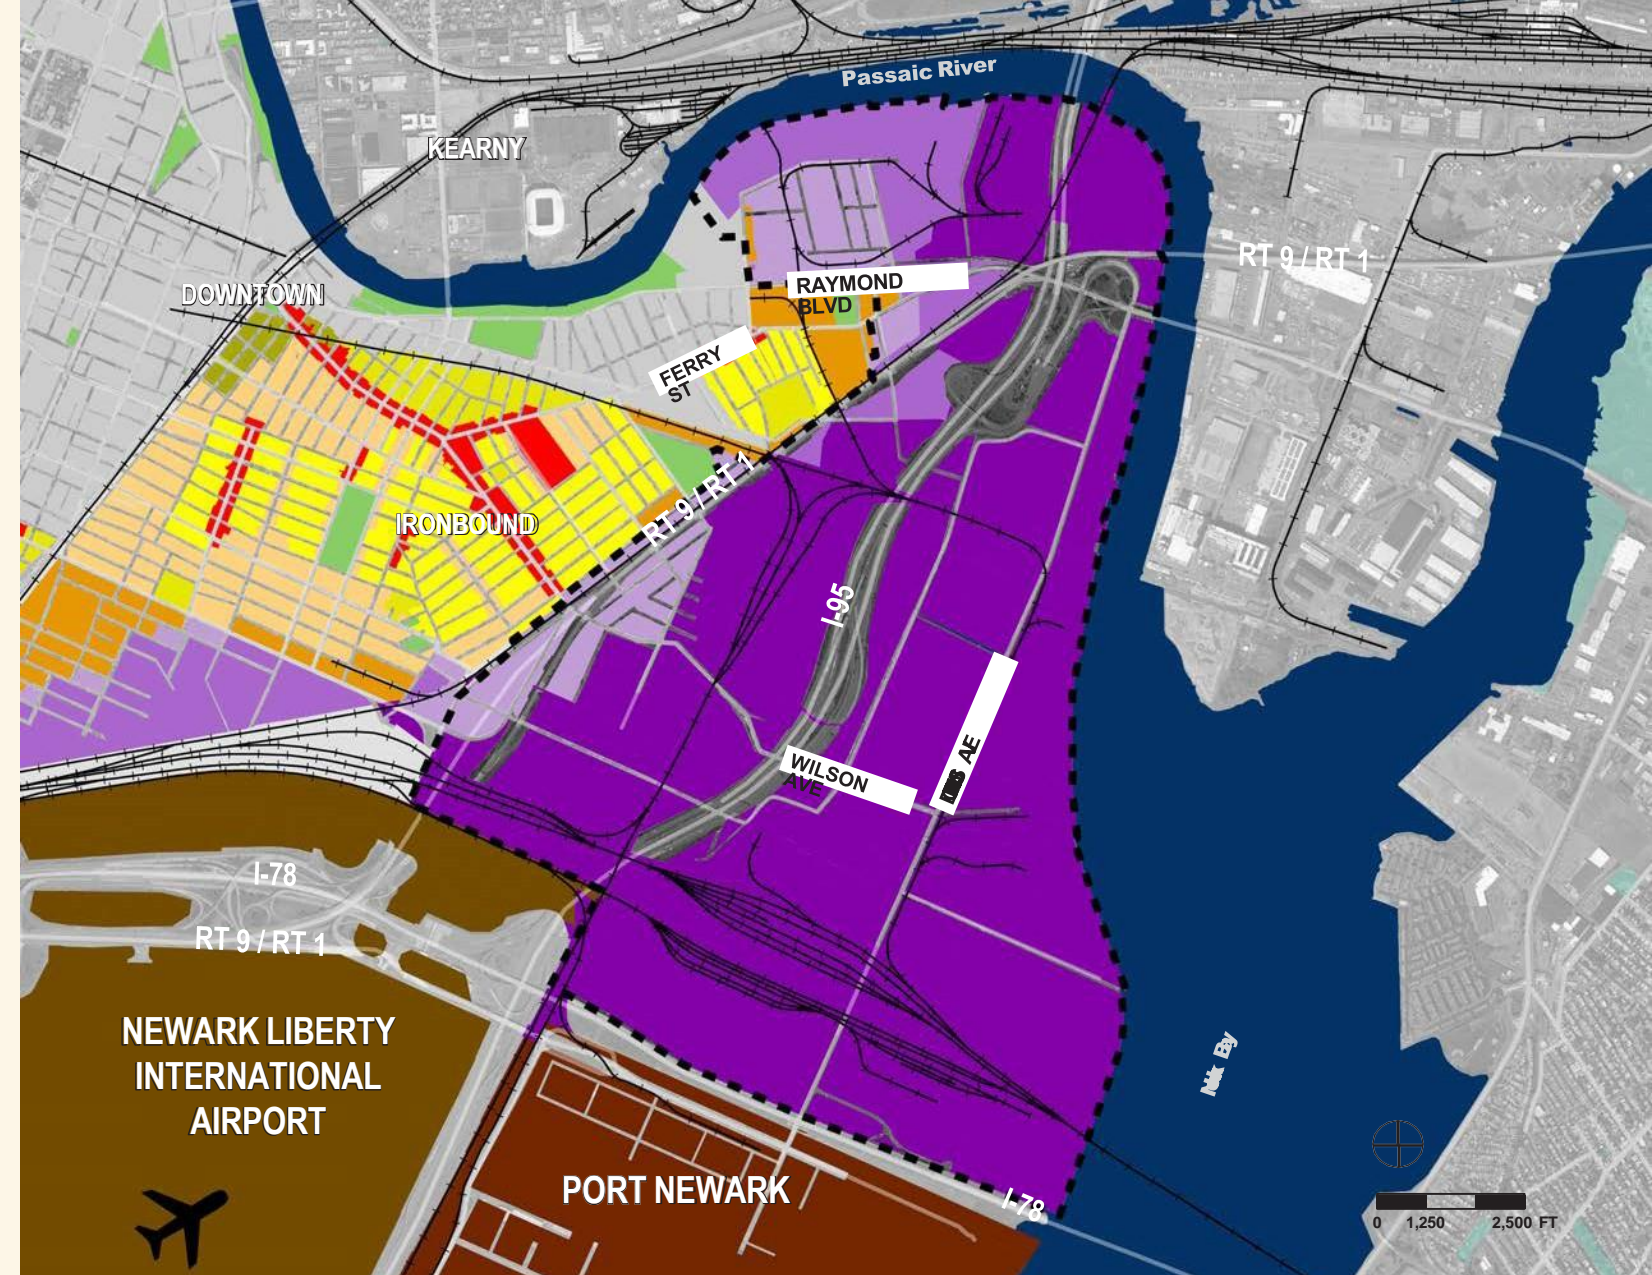 Passaic River
KEARNY
RT 9 / RT 1
DOWNTOWN
RAYMOND
BLVD
FERRY
ST
RT 9 / RT 1
IRONBOUND
I-95
WILSON
AVE
I-78
RT 9 / RT 1
NEWARK LIBERTY
INTERNATIONAL
AIRPORT
PORT NEWARK
I-78
0 1,250 2,500 FT